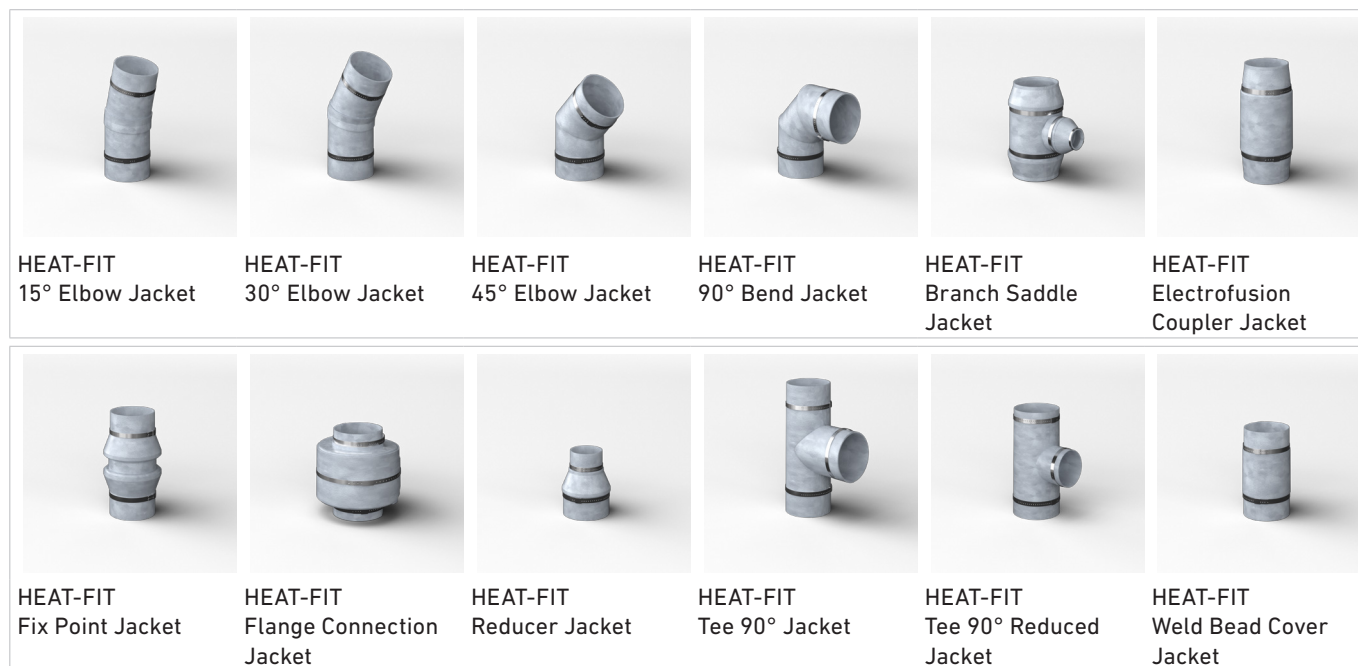 HEAT-FIT
15° Elbow Jacket
HEAT-FIT
30° Elbow Jacket
HEAT-FIT
45° Elbow Jacket
HEAT-FIT
90° Bend Jacket
HEAT-FIT
Branch Saddle
Jacket
HEAT-FIT
Electrofusion
Coupler Jacket
HEAT-FIT
Fix Point Jacket
HEAT-FIT
Flange Connection
Jacket
HEAT-FIT
Reducer Jacket
HEAT-FIT
Tee 90° Jacket
HEAT-FIT
Tee 90° Reduced
Jacket
HEAT-FIT
Weld Bead Cover
Jacket